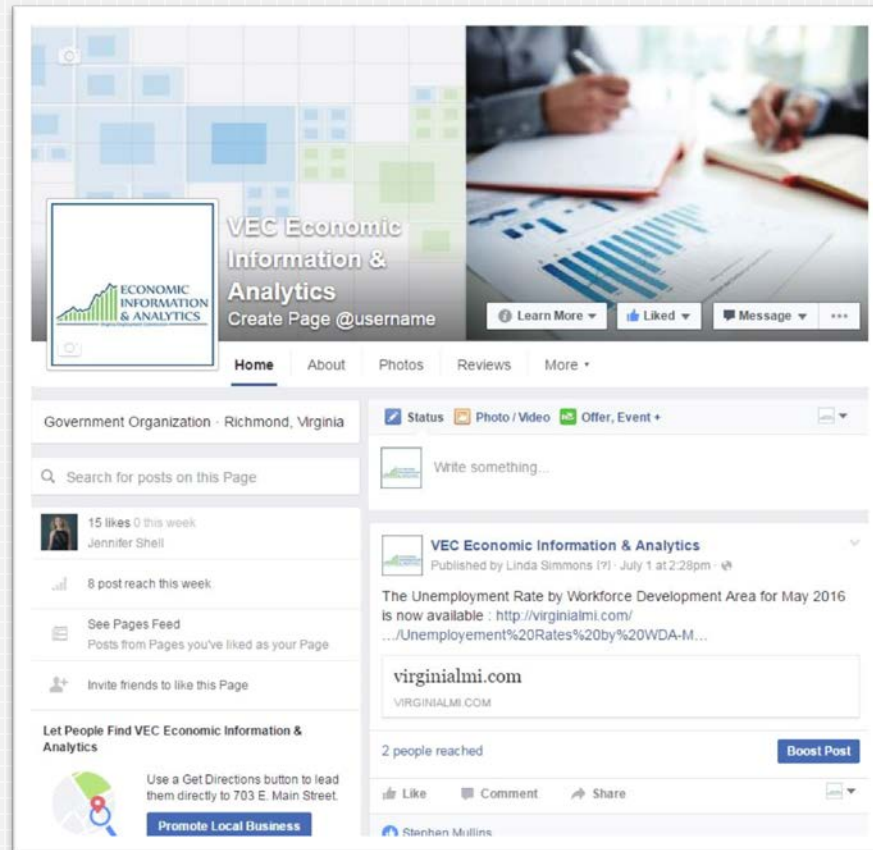 VEC Economic
Information &
Analytics
Create Page @username
ECONOMIC
INFORMATION
& ANALYTICS
Virginia Employment Commission
Learn More
Liked
Message
Home About Photos Reviews More
Government Organization · Richmond, Virginia
Search for posts on this Page
15 likes 0 this week
Jennifer Shell
8 post reach this week
See Pages Feed
Posts from Pages you've liked as your Page
Invite friends to like this Page
Let People Find VEC Economic Information &
Analytics
Use a Get Directions button to lead
them directly to 703 E. Main Street.
Promote Local Business
Status Photo / Video Offer, Event +
Write something...
VEC Economic Information & Analytics
Published by Linda Simmons [?] · July 1 at 2:28pm ·
The Unemployment Rate by Workforce Development Area for May 2016
is now available : http://virginialmi.com/
…/Unemployement%20Rates%20by%20WDA-M...
virginialmi.com
VIRGINIALMI.COM
2 people reached
Boost Post
Like Comment Share
Stephen Mullins